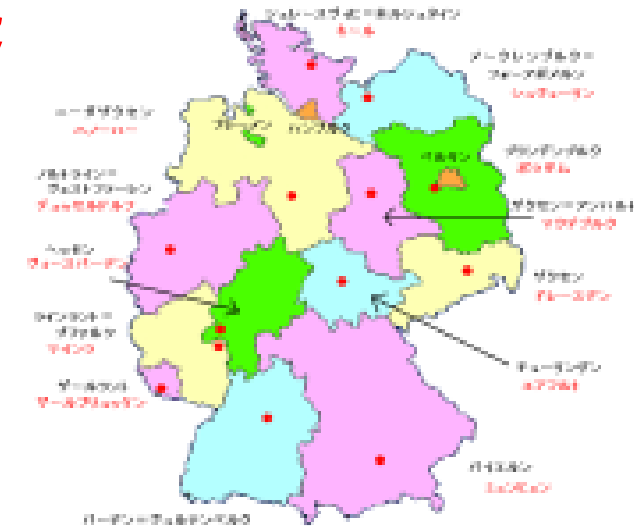 シュレースヴィヒ＝ホルシュタイン
キール
メークレンブルク＝
フォーアポメルン
シュヴェーリン
ニーダーザクセン
ハノーバー
ブレーメン
ハンブルク
ベルリン
ブランデンブルク
ポツダム
ノルトライン＝
ヴェストファーレン
デュッセルドルフ
ザクセン＝アンハルト
マクデブルク
ヘッセン
ヴィースバーデン
ザクセン
ドレースデン
ラインラント＝
プファルツ
マインツ
チューリンゲン
エアフルト
ザールラント
ザールブリュッケン
バイエルン
ミュンヒェン
バーデン＝ヴュルテンベルク